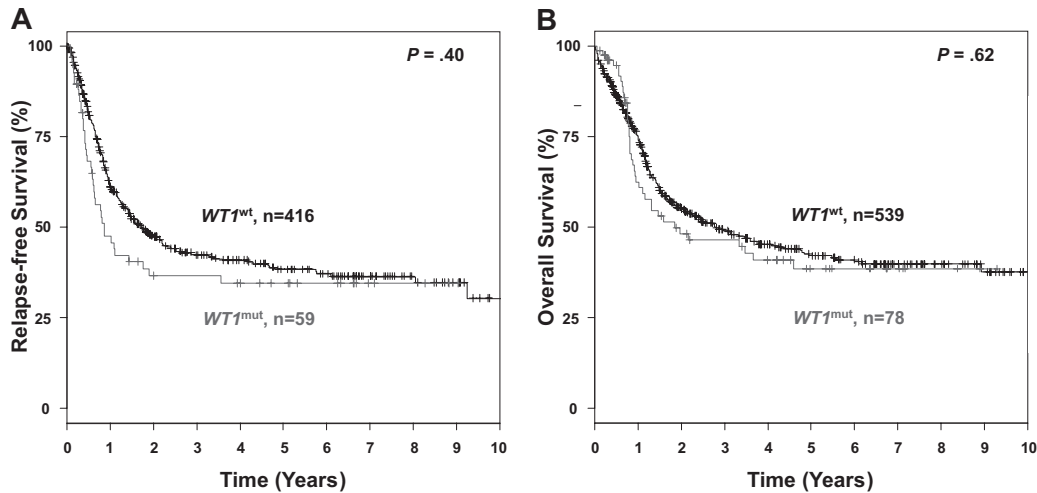 A
P = .40
100
75
50
25
0
Relapse-free Survival (%)
WT1wt, n=416
WT1mut, n=59
0 1 2 3 4 5 6 7 8 9 10
Time (Years)
B
P = .62
100
75
50
25
0
Overall Survival (%)
WT1wt, n=539
WT1mut, n=78
0 1 2 3 4 5 6 7 8 9 10
Time (Years)